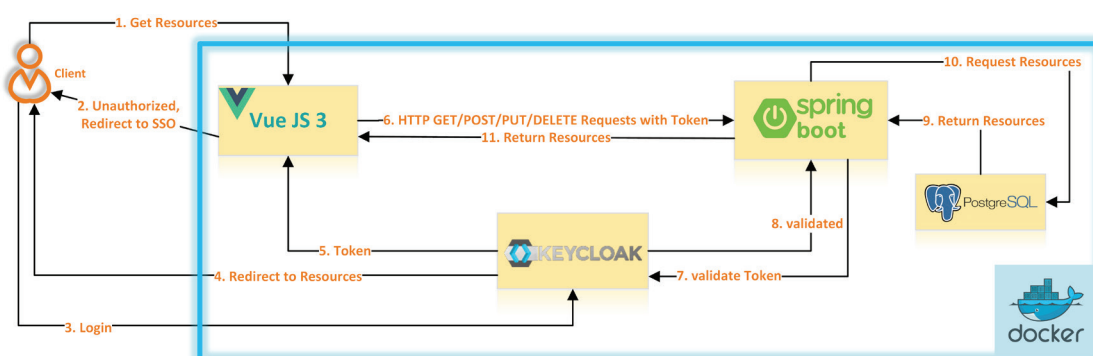 1. Get Resources
10. Request Resources
Client
2. Unauthorized,
Redirect to SSO
Vue JS 3
6. HTTP GET/POST/PUT/DELETE Requests with Token
11. Return Resources
spring
boot
9. Return Resources
PostgreSQL
8. validated
5. Token
KEYCLOAK
4. Redirect to Resources
7. validate Token
3. Login
docker